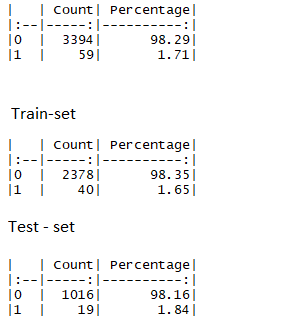 |   | Count| Percentage|
|:--|-----:|----------:|
|0  |  3394|      98.29|
|1  |    59|       1.71|
Train-set
|   | Count| Percentage|
|:--|-----:|----------:|
|0  |  2378|      98.35|
|1  |    40|       1.65|
Test - set
|   | Count| Percentage|
|:--|-----:|----------:|
|0  |  1016|      98.16|
|1  |    19|       1.84|